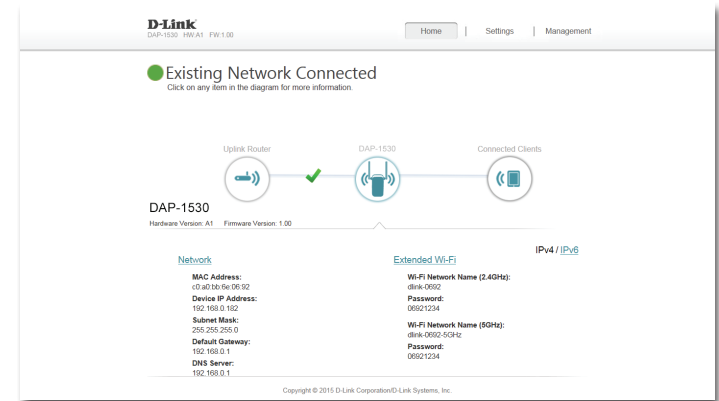 D-Link
DAP-1530 HW:A1 FW:1.00
Home | Settings | Management
Existing Network Connected
Click on any item in the diagram for more information.
Uplink Router
DAP-1530
Connected Clients
DAP-1530
Hardware Version: A1 Firmware Version: 1.00
IPv4 / IPv6
Network
MAC Address:
c0:a0:bb:6e:06:92
Device IP Address:
192.168.0.182
Subnet Mask:
255.255.255.0
Default Gateway:
192.168.0.1
DNS Server:
192.168.0.1
Extended Wi-Fi
Wi-Fi Network Name (2.4GHz):
dlink-0692
Password:
06921234
Wi-Fi Network Name (5GHz):
dlink-0692-5GHz
Password:
06921234
Copyright © 2015 D-Link Corporation/D-Link Systems, Inc.